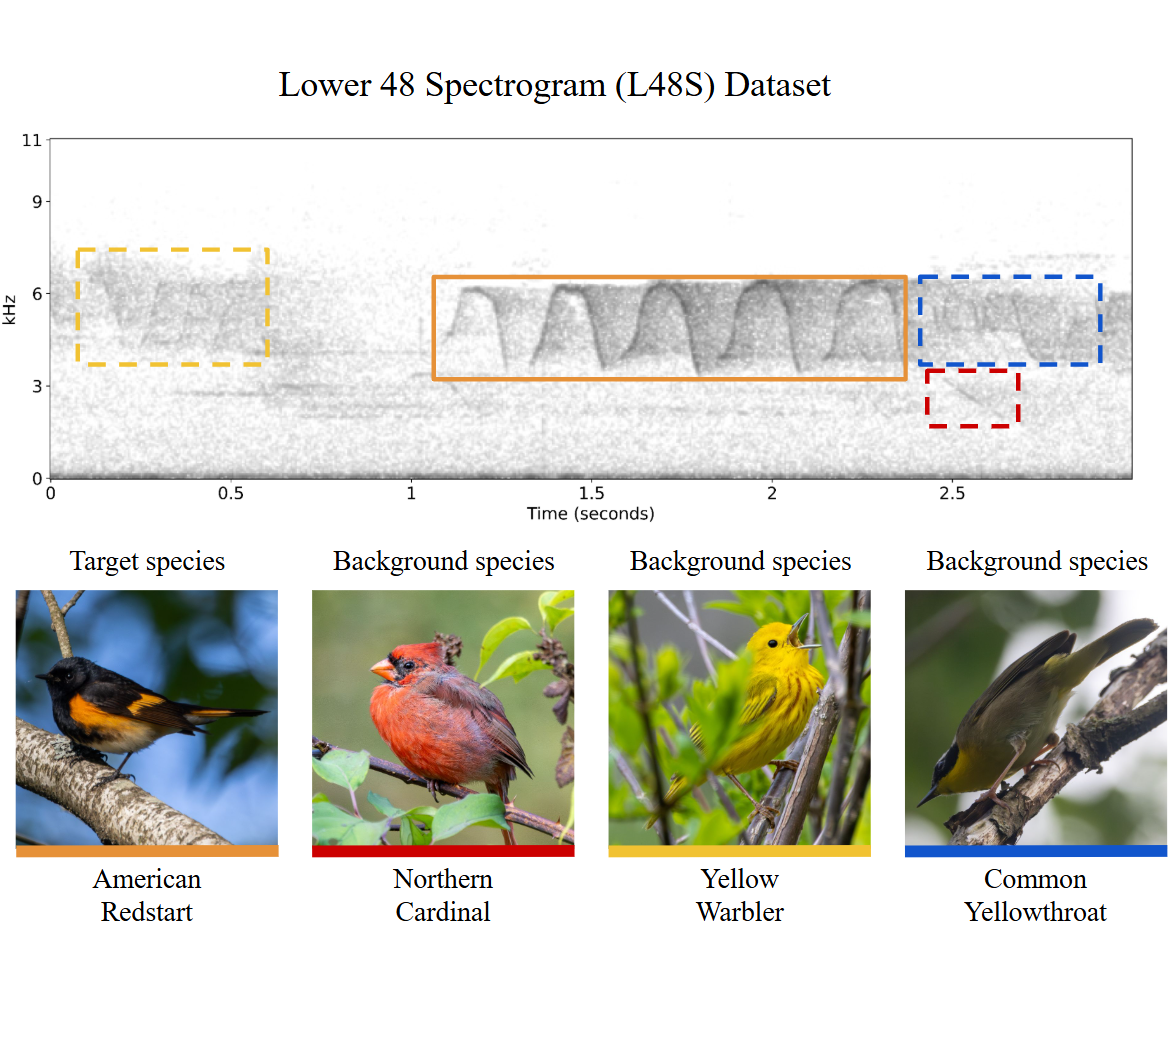 Lower 48 Spectrogram (L48S) Dataset
11
9
6
3
0
kHz
0
0.5
1
1.5
2
2.5
Time (seconds)
Target species
Background species
Background species
Background species
American
Redstart
Northern
Cardinal
Yellow
Warbler
Common
Yellowthroat